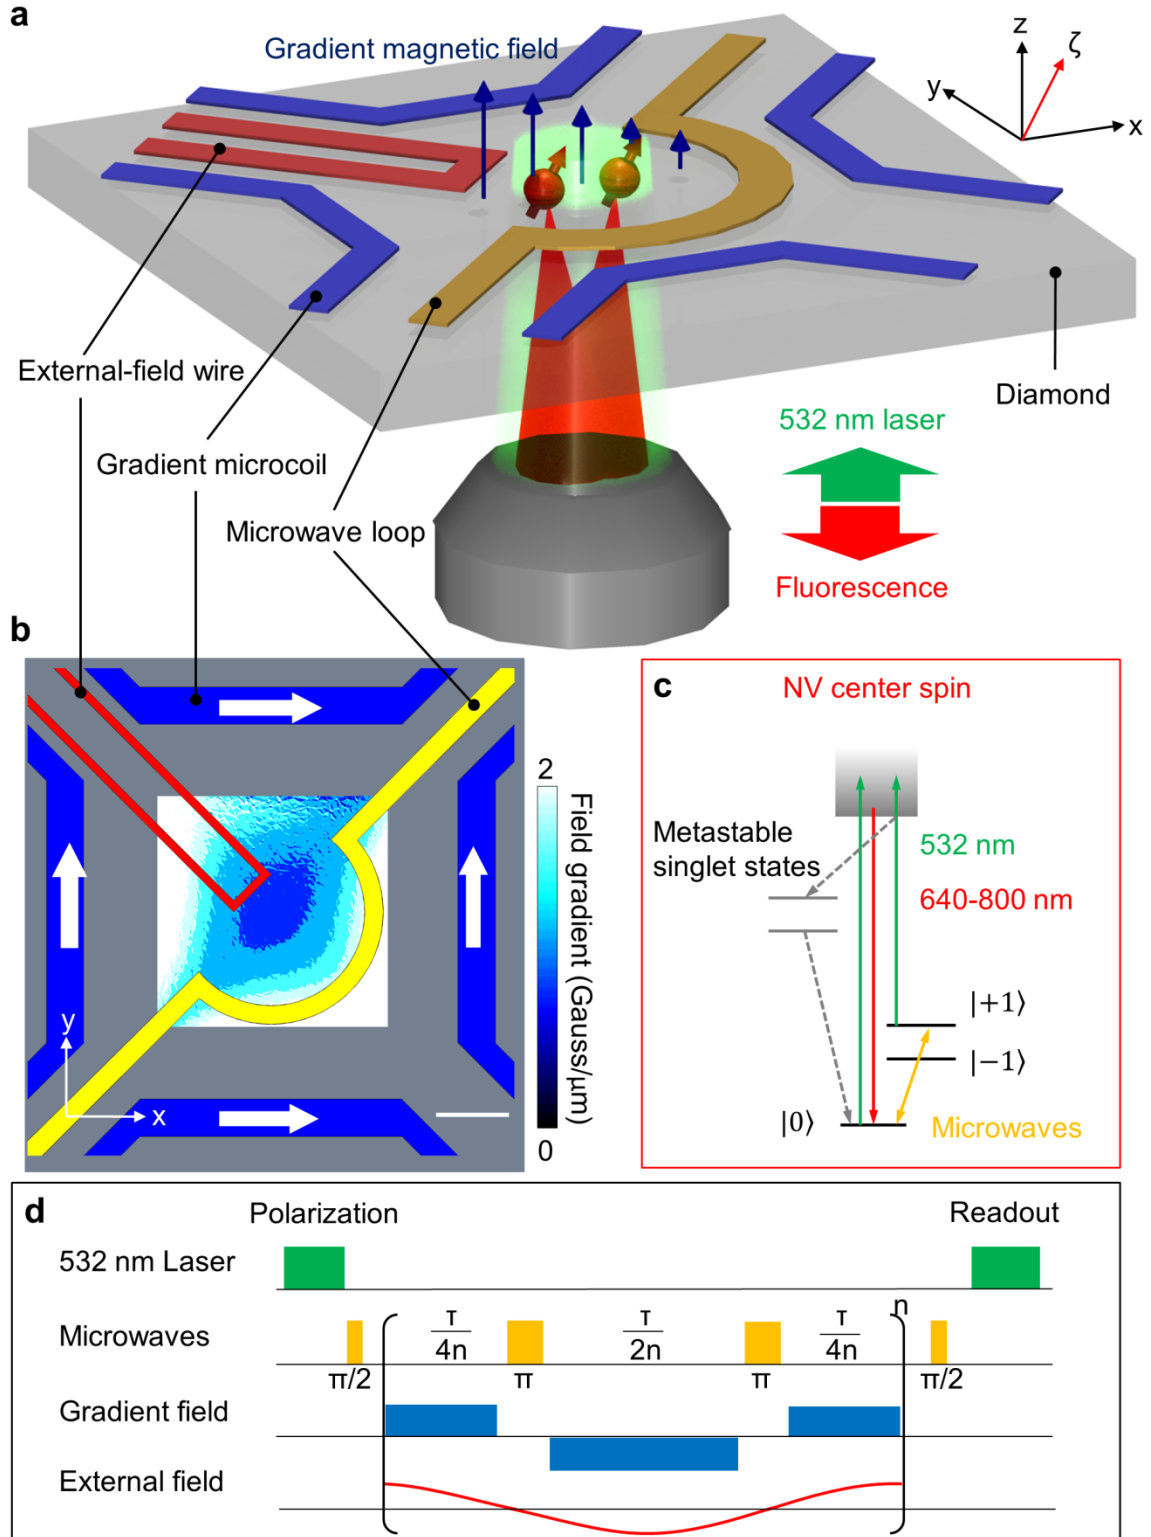 a
Gradient magnetic field
z
ζ
y
x
External-field wire
Diamond
532 nm laser
Gradient microcoil
Microwave loop
Fluorescence
b
2
Field gradient (Gauss/μm)
0
y
x
c
NV center spin
Metastable
singlet states
532 nm
640-800 nm
|+1⟩
|−1⟩
|0⟩
Microwaves
d
Polarization
Readout
532 nm Laser
n
Microwaves
τ/4n
τ/2n
τ/4n
π/2
π
π
π/2
Gradient field
External field